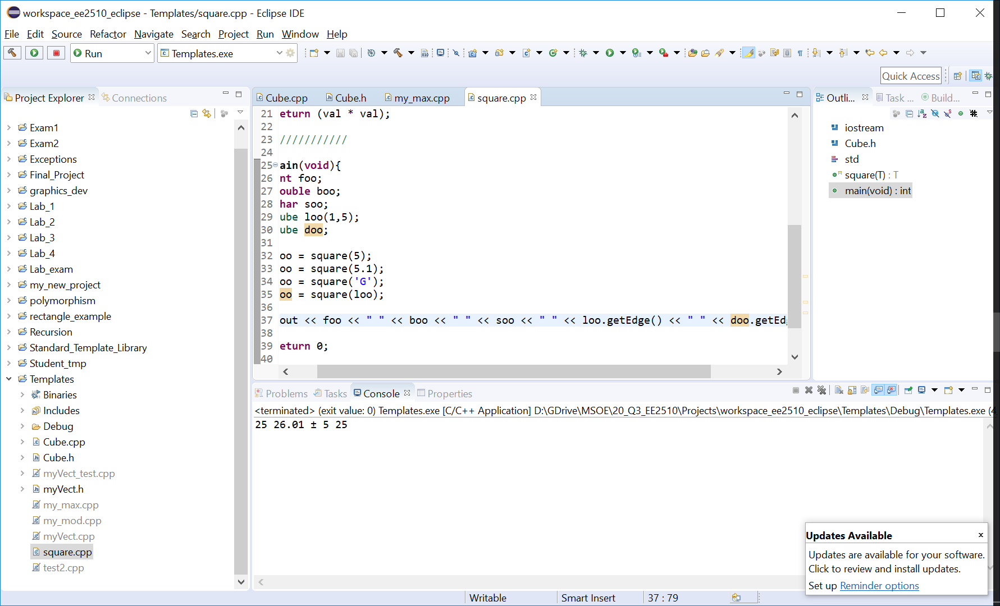 workspace_ee2510_eclipse - Templates/square.cpp - Eclipse IDE
File Edit Source Refactor Navigate Search Project Run Window Help
Run Templates.exe
Quick Access
Project Explorer Connections
Exam1
Exam2
Exceptions
Final_Project
graphics_dev
Lab_1
Lab_2
Lab_3
Lab_4
Lab_exam
my_new_project
polymorphism
rectangle_example
Recursion
Standard_Template_Library
Student_tmp
Templates
Binaries
Includes
Debug
Cube.cpp
Cube.h
myVect_test.cpp
myVect.h
my_max.cpp
my_mod.cpp
myVect.cpp
square.cpp
test2.cpp
Cube.cpp Cube.h my_max.cpp square.cpp
21 eturn (val * val);
22
23 ///////////
24
25 ain(void){
26 nt foo;
27 ouble boo;
28 har soo;
29 ube loo(1,5);
30 ube doo;
31
32 oo = square(5);
33 oo = square(5.1);
34 oo = square('G');
35 oo = square(loo);
36
37 out << foo << " " << boo << " " << soo << " " << loo.getEdge() << " " << doo.getEd
38
39 eturn 0;
40
Outli... Task ... Build...
iostream
Cube.h
std
square(T) : T
main(void) : int
Problems Tasks Console Properties
<terminated> (exit value: 0) Templates.exe [C/C++ Application] D:\GDrive\MSOE\20_Q3_EE2510\Projects\workspace_ee2510_eclipse\Templates\Debug\Templates.exe (4
25 26.01 ± 5 25
Updates Available
Updates are available for your software.
Click to review and install updates.
Set up Reminder options
Writable Smart Insert 37 : 79